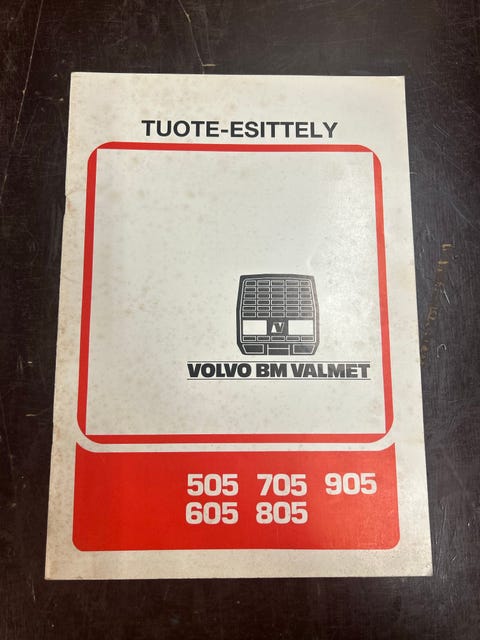 TUOTE-ESITTELY
VOLVO BM VALMET
505 705 905
605 805